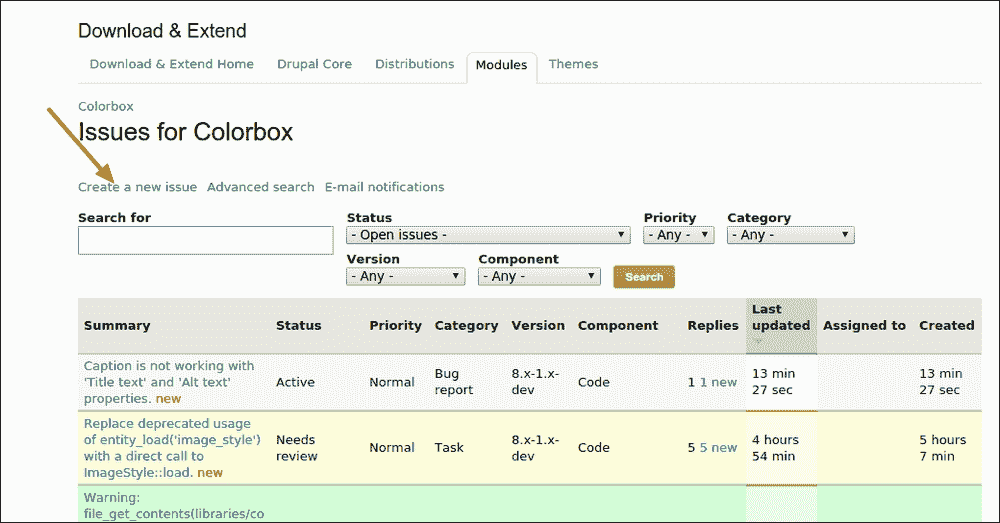 Download & Extend
Download & Extend Home Drupal Core Distributions Modules Themes
Colorbox
Issues for Colorbox
Create a new issue Advanced search E-mail notifications
Search for Status Priority Category
- Open issues - - Any - - Any -
Version Component
- Any - - Any - Search
Summary Status Priority Category Version Component Replies Last updated Assigned to Created
Caption is not working with
'Title text' and 'Alt text'
properties. new
Active Normal Bug report 8.x-1.x-dev Code 1 1 new 13 min 27 sec 13 min 27 sec
Replace deprecated usage
of entity_load('image_style')
with a direct call to
ImageStyle::load. new
Needs review Normal Task 8.x-1.x-dev Code 5 5 new 4 hours 54 min 5 hours 7 min
Warning:
file_get_contents(libraries/co